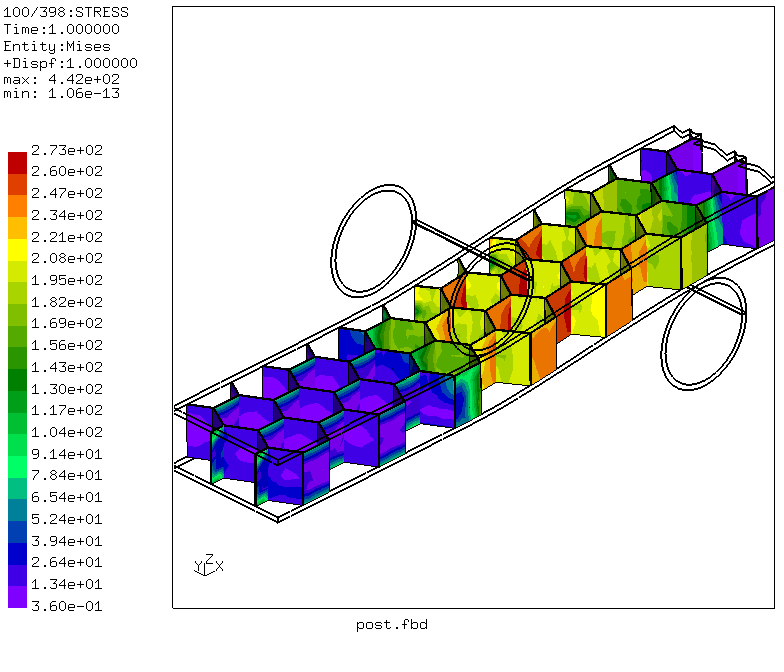 100/398:STRESS
Time:1.000000
Entity:Mises
+Dispf:1.000000
max: 4.42e+02
min: 1.06e-13
2.73e+02
2.60e+02
2.47e+02
2.34e+02
2.21e+02
2.08e+02
1.95e+02
1.82e+02
1.69e+02
1.56e+02
1.43e+02
1.30e+02
1.17e+02
1.04e+02
9.14e+01
7.84e+01
6.54e+01
5.24e+01
3.94e+01
2.64e+01
1.34e+01
3.60e-01
Z
Y X
post.fbd